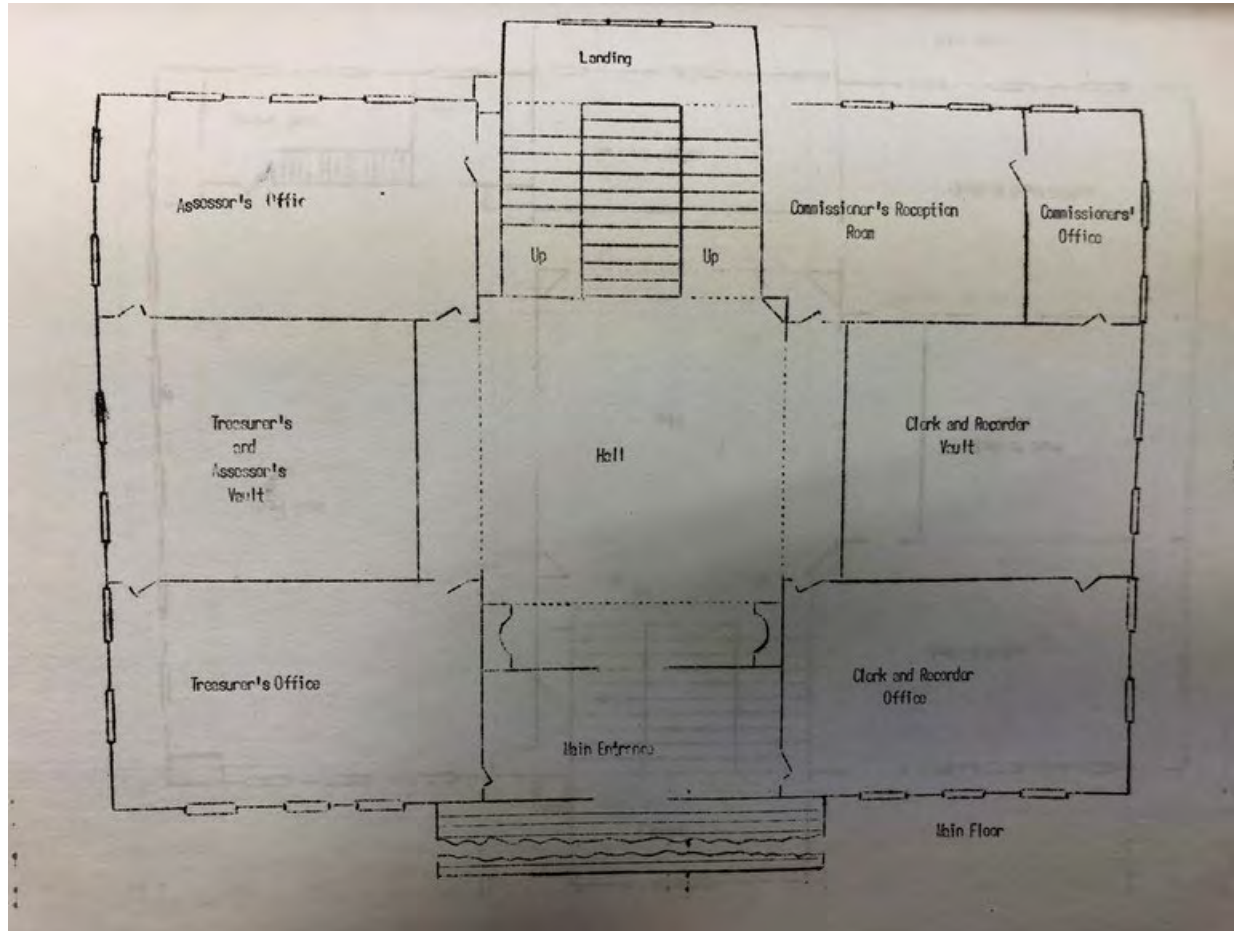 Landing
Assessor's Offic
Up
Up
Commissioner's Reception
Room
Commissioners'
Office
Treasurer's
and
Assessor's
Vault
Hall
Clerk and Recorder
Vault
Treasurer's Office
Clerk and Recorder
Office
Main Entrance
Main Floor